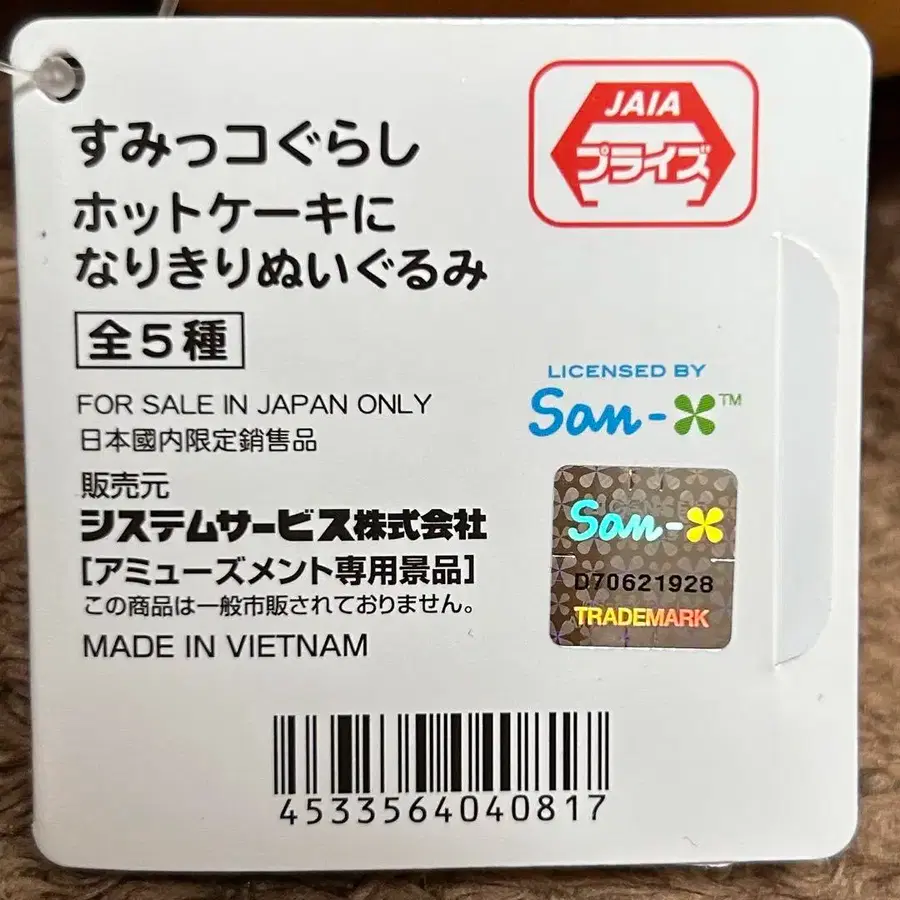 すみっコぐらし
ホットケーキに
なりきりぬいぐるみ
全5種
FOR SALE IN JAPAN ONLY
日本國内限定銷售品
販売元
システムサービス株式会社
[アミューズメント専用景品]
この商品は一般市販されておりません。
MADE IN VIETNAM
JAIA
プライズ
LICENSED BY
San-X™
San-X
D70621928
TRADEMARK
4533564040817